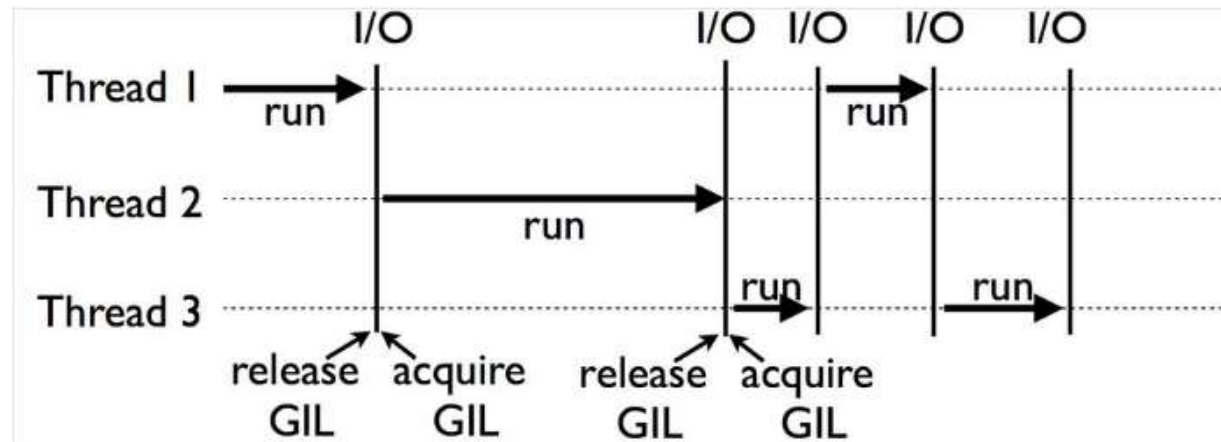 I/O I/O I/O I/O I/O
Thread 1
run run
Thread 2
run
Thread 3
run run
release acquire release acquire
GIL GIL GIL GIL